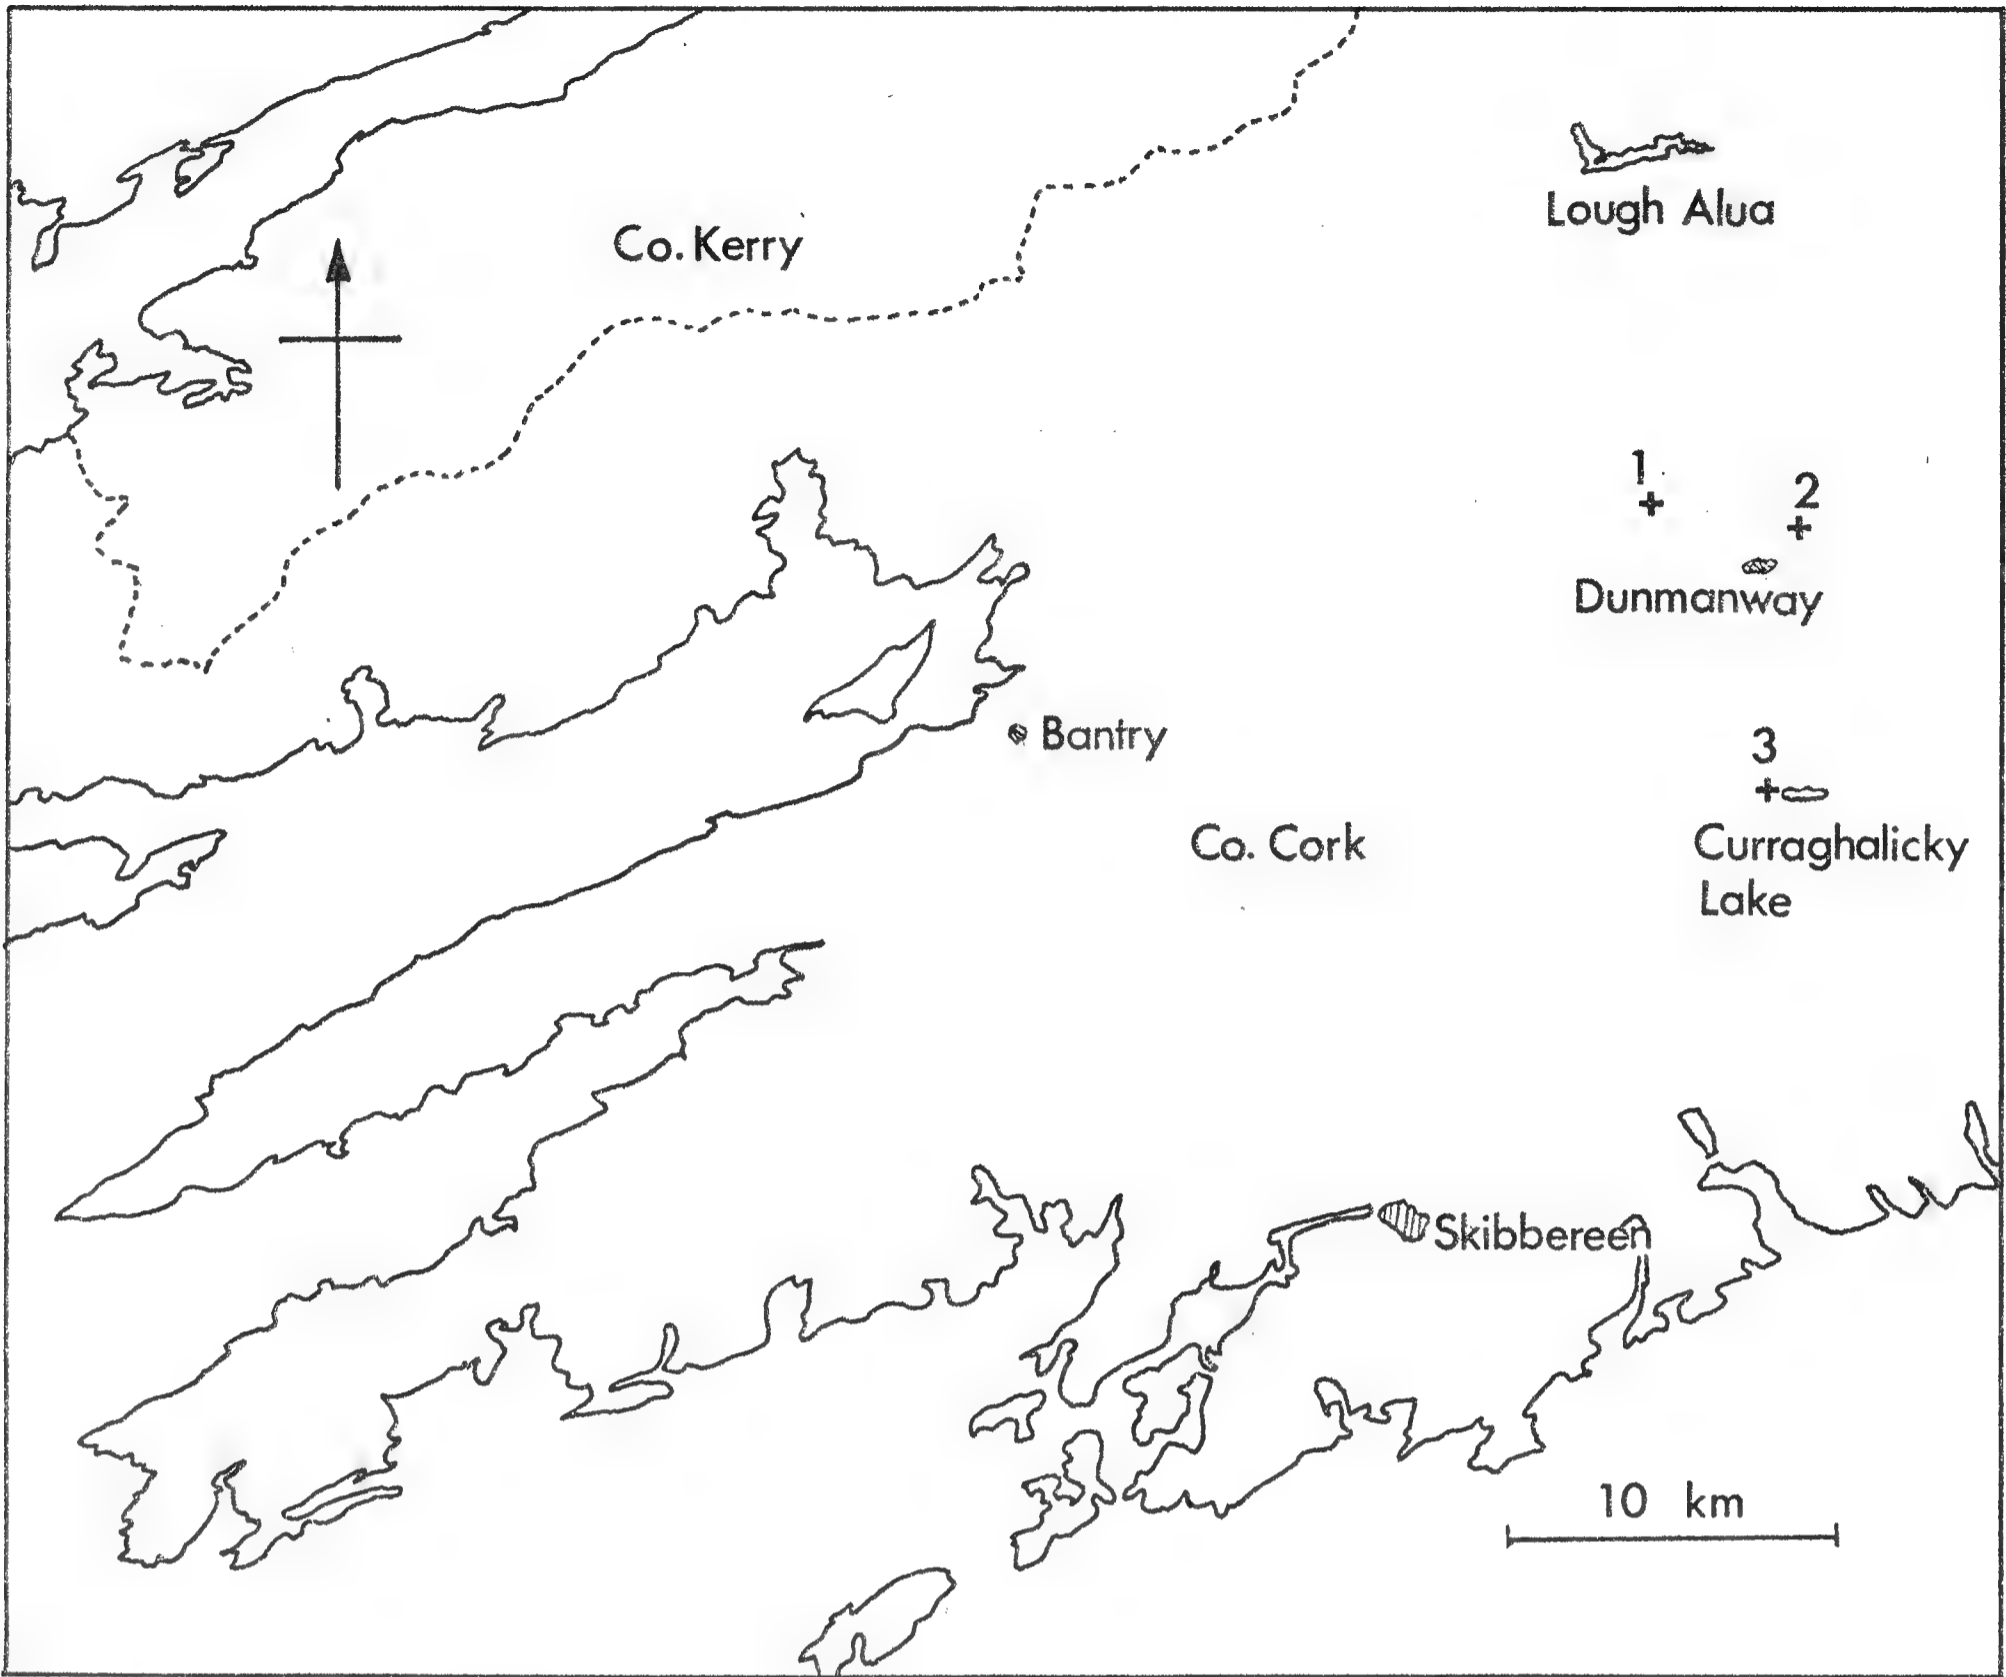 Lough Alua
Co. Kerry
1
2
Dunmanway
Bantry
3
Co. Cork
Curraghalicky
Lake
Skibbereen
10 km